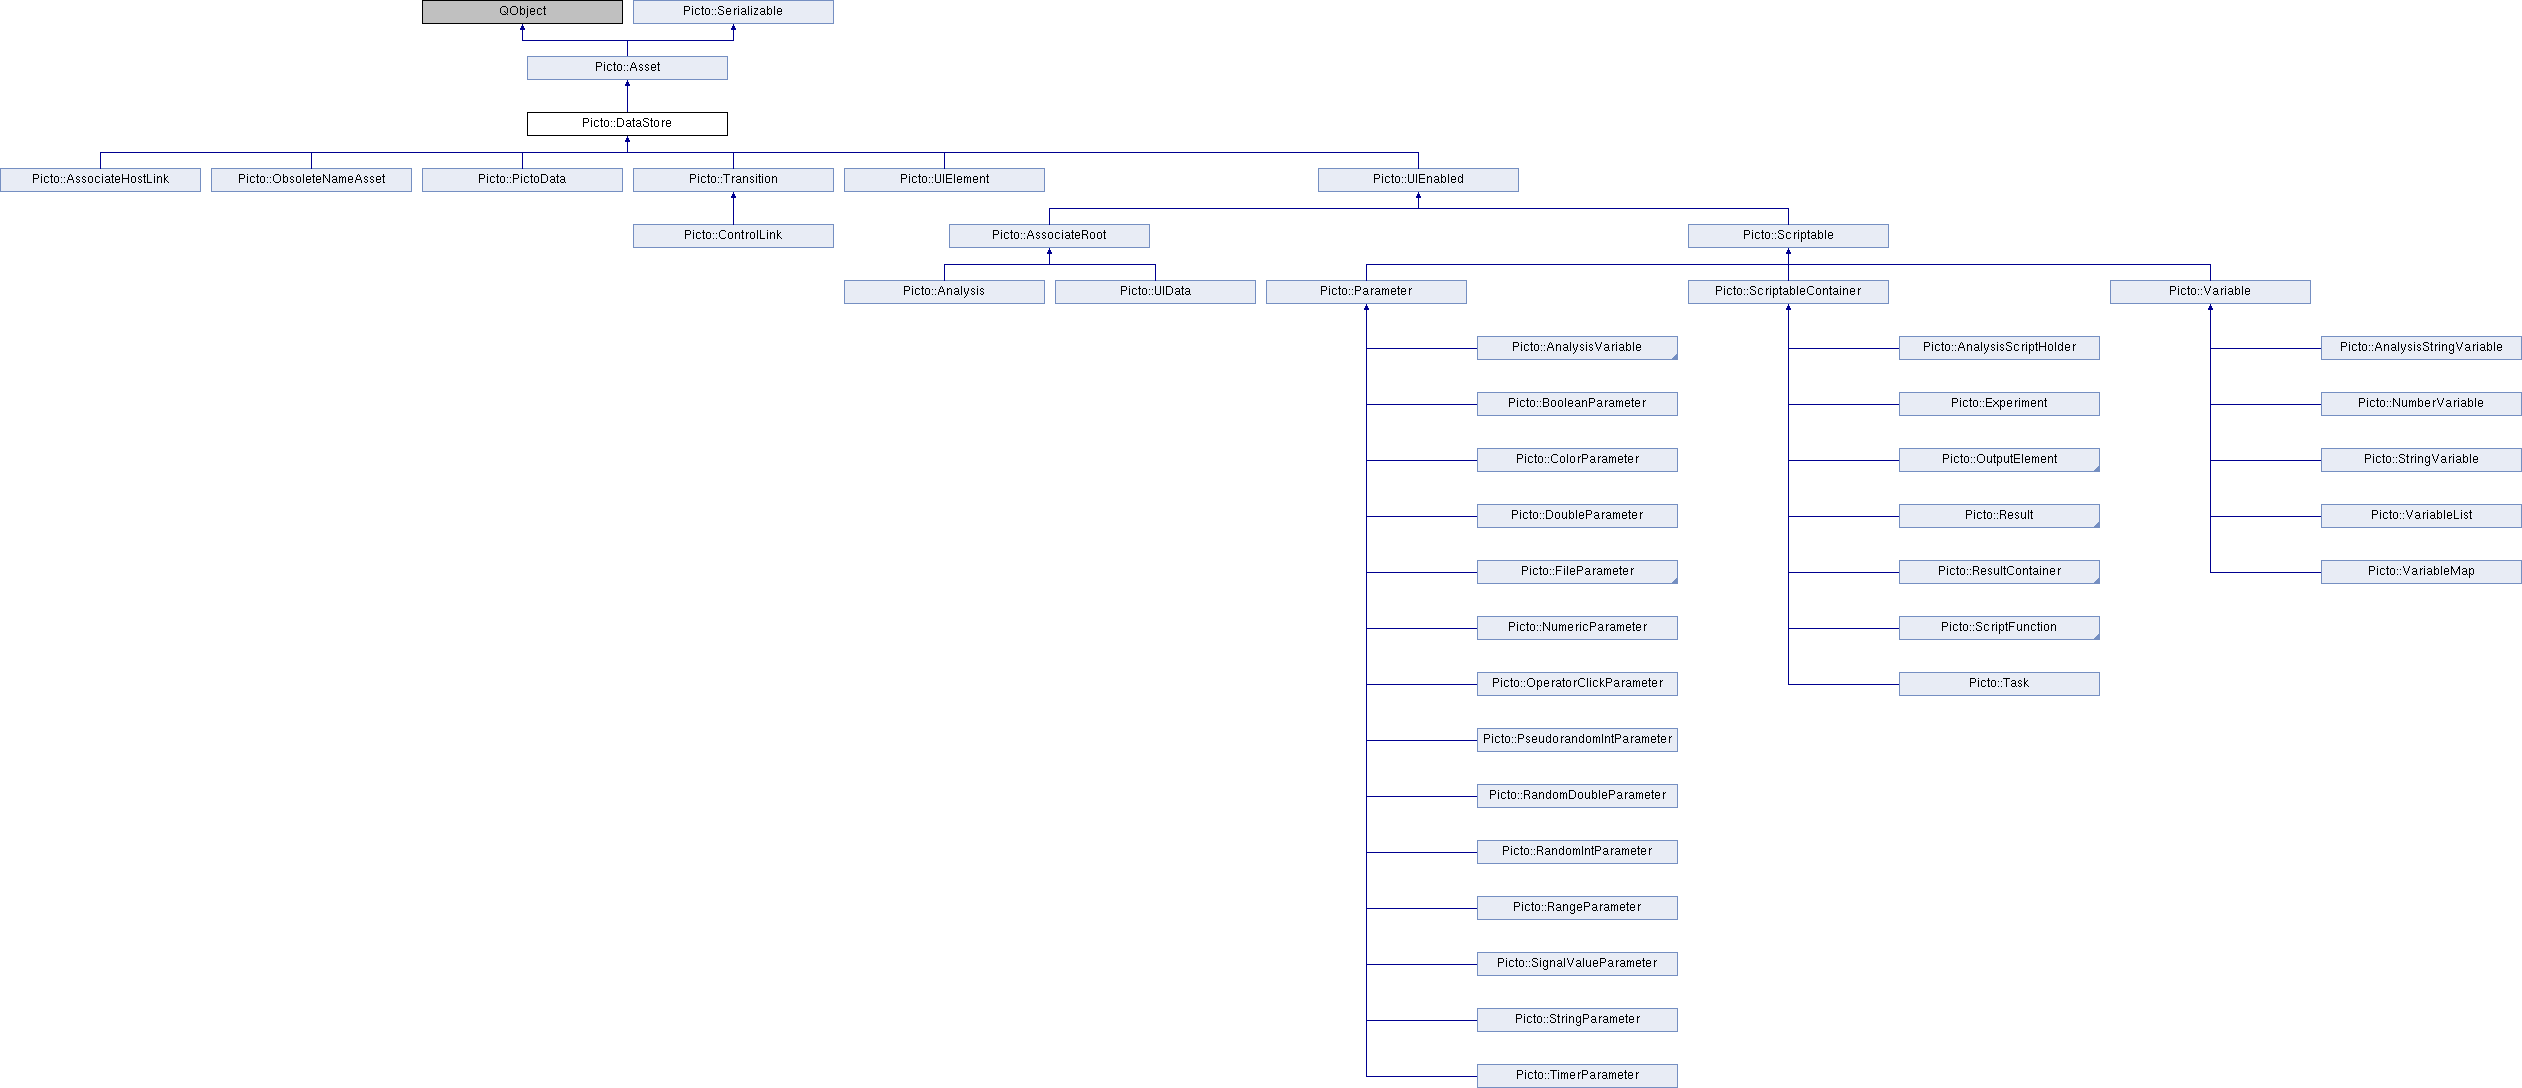 QObject
Picto::Serializable
Picto::Asset
Picto::DataStore
Picto::AssociateHostLink
Picto::ObsoleteNameAsset
Picto::PictoData
Picto::Transition
Picto::UIElement
Picto::UIEnabled
Picto::ControlLink
Picto::AssociateRoot
Picto::Scriptable
Picto::Analysis
Picto::UIData
Picto::Parameter
Picto::ScriptableContainer
Picto::Variable
Picto::AnalysisVariable
Picto::AnalysisScriptHolder
Picto::AnalysisStringVariable
Picto::BooleanParameter
Picto::Experiment
Picto::NumberVariable
Picto::ColorParameter
Picto::OutputElement
Picto::StringVariable
Picto::DoubleParameter
Picto::Result
Picto::VariableList
Picto::FileParameter
Picto::ResultContainer
Picto::VariableMap
Picto::NumericParameter
Picto::ScriptFunction
Picto::OperatorClickParameter
Picto::Task
Picto::PseudorandomIntParameter
Picto::RandomDoubleParameter
Picto::RandomIntParameter
Picto::RangeParameter
Picto::SignalValueParameter
Picto::StringParameter
Picto::TimerParameter